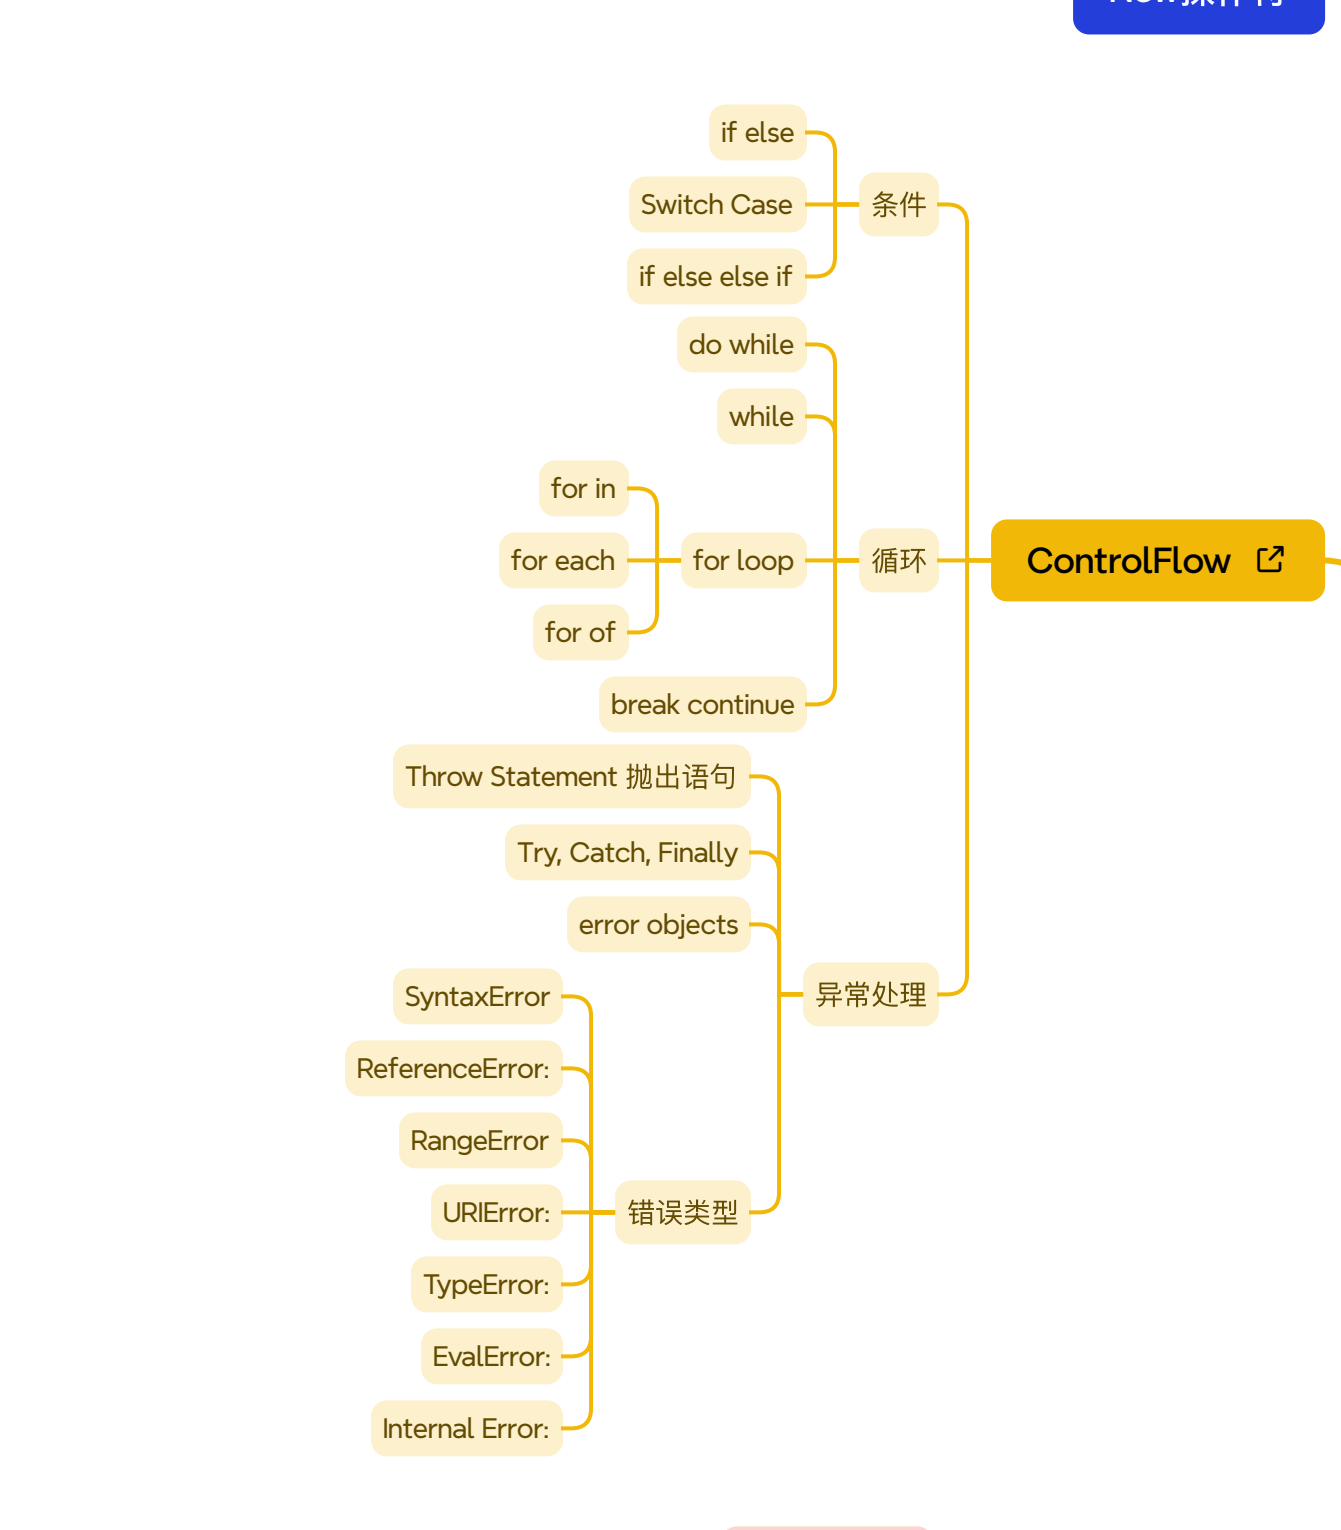 if else
Switch Case
条件
if else else if
do while
while
for in
for each
for loop
循环
ControlFlow
for of
break continue
Throw Statement 抛出语句
Try, Catch, Finally
error objects
SyntaxError
异常处理
ReferenceError:
RangeError
URIError:
错误类型
TypeError:
EvalError:
Internal Error: